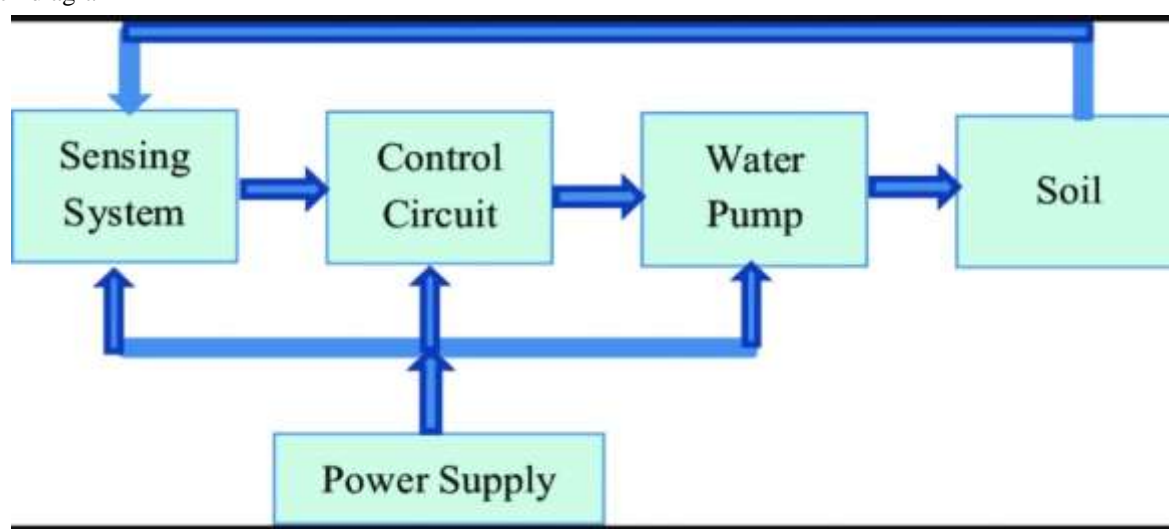 Sensing
System
Control
Circuit
Water
Pump
Soil
Power Supply